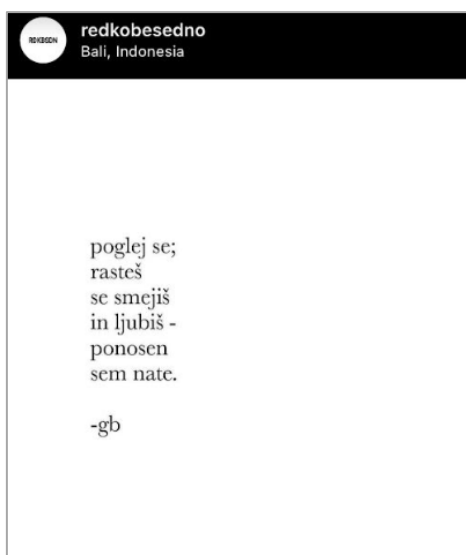 redkobesedno
Bali, Indonesia
poglej se;
rasteš
se smejiš
in ljubiš -
ponosen
sem nate.
-gb